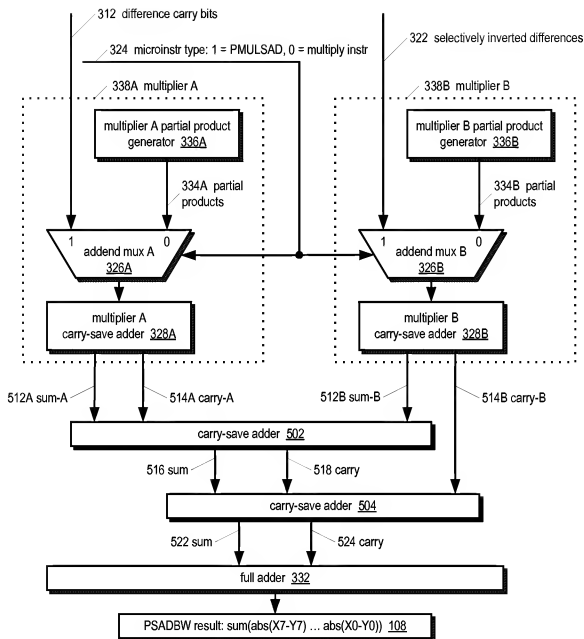 312 difference carry bits
324 microinstr type: 1 = PMULSAD, 0 = multiply instr
322 selectively inverted differences
338A multiplier A
338B multiplier B
multiplier A partial product
generator 336A
multiplier B partial product
generator 336B
334A partial
products
334B partial
products
1
0
addend mux A
326A
1
0
addend mux B
326B
multiplier A
carry-save adder 328A
multiplier B
carry-save adder 328B
512A sum-A
514A carry-A
512B sum-B
514B carry-B
carry-save adder 502
516 sum
518 carry
carry-save adder 504
522 sum
524 carry
full adder 332
PSADBW result: sum(abs(X7-Y7) ... abs(X0-Y0)) 108